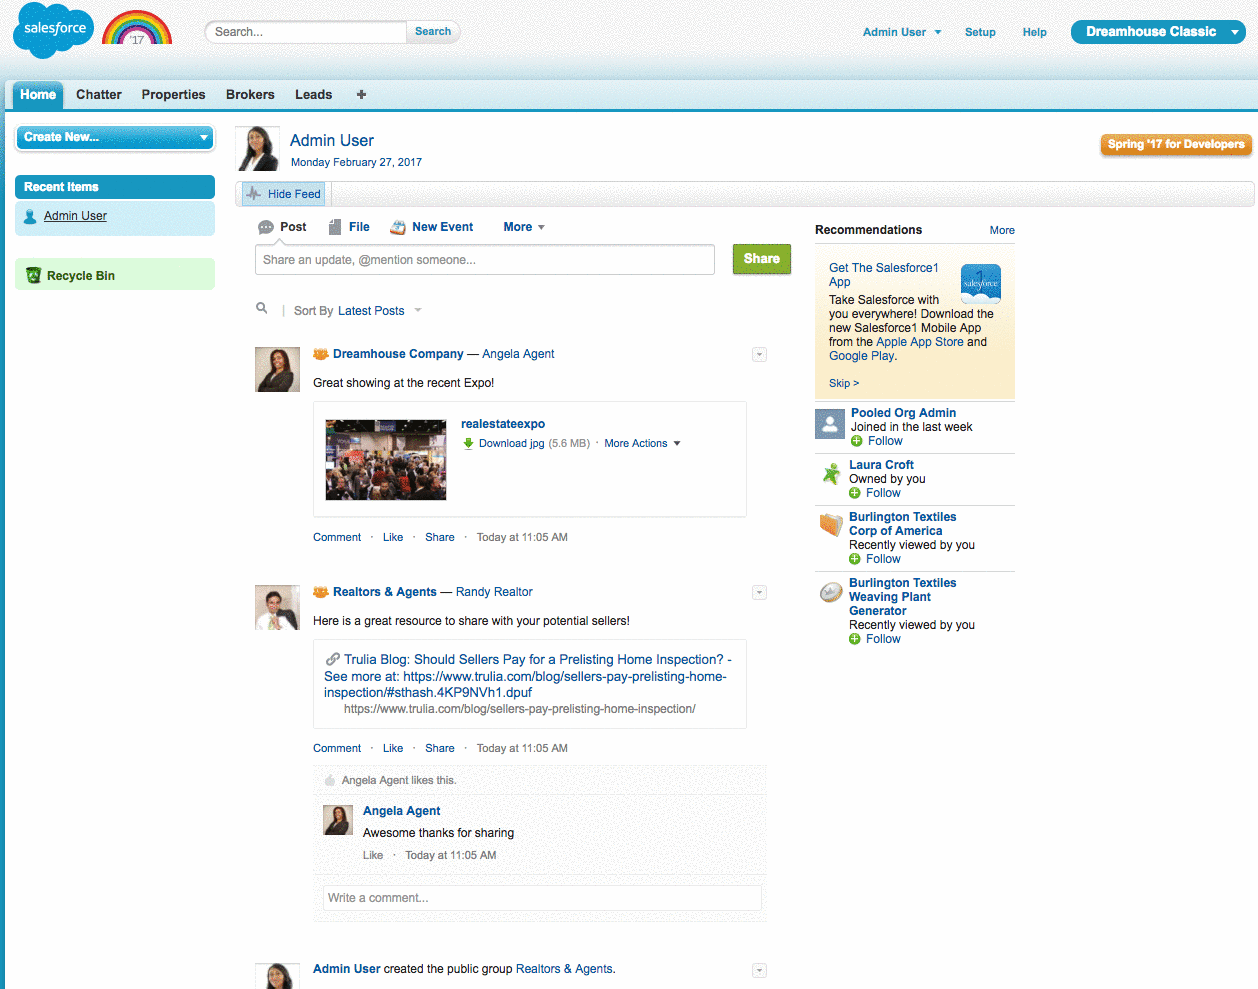 salesforce
'17
Search...
Search
Admin User
Setup
Help
Dreamhouse Classic
Home
Chatter
Properties
Brokers
Leads
+
Create New...
Recent Items
Admin User
Recycle Bin
Admin User
Monday February 27, 2017
Spring '17 for Developers
Hide Feed
Post
File
New Event
More
Share an update, @mention someone...
Share
Sort By Latest Posts
Dreamhouse Company — Angela Agent
Great showing at the recent Expo!
realestateexpo
Download jpg (5.6 MB) · More Actions
Comment · Like · Share · Today at 11:05 AM
Realtors & Agents — Randy Realtor
Here is a great resource to share with your potential sellers!
Trulia Blog: Should Sellers Pay for a Prelisting Home Inspection? -
See more at: https://www.trulia.com/blog/sellers-pay-prelisting-home-
inspection/#sthash.4KP9NVh1.dpuf
https://www.trulia.com/blog/sellers-pay-prelisting-home-inspection/
Comment · Like · Share · Today at 11:05 AM
Angela Agent likes this.
Angela Agent
Awesome thanks for sharing
Like · Today at 11:05 AM
Write a comment...
Admin User created the public group Realtors & Agents.
Recommendations
More
Get The Salesforce1
App
1
salesforce
Take Salesforce with
you everywhere! Download the
new Salesforce1 Mobile App
from the Apple App Store and
Google Play.
Skip >
Pooled Org Admin
Joined in the last week
Follow
Laura Croft
Owned by you
Follow
Burlington Textiles
Corp of America
Recently viewed by you
Follow
Burlington Textiles
Weaving Plant
Generator
Recently viewed by you
Follow